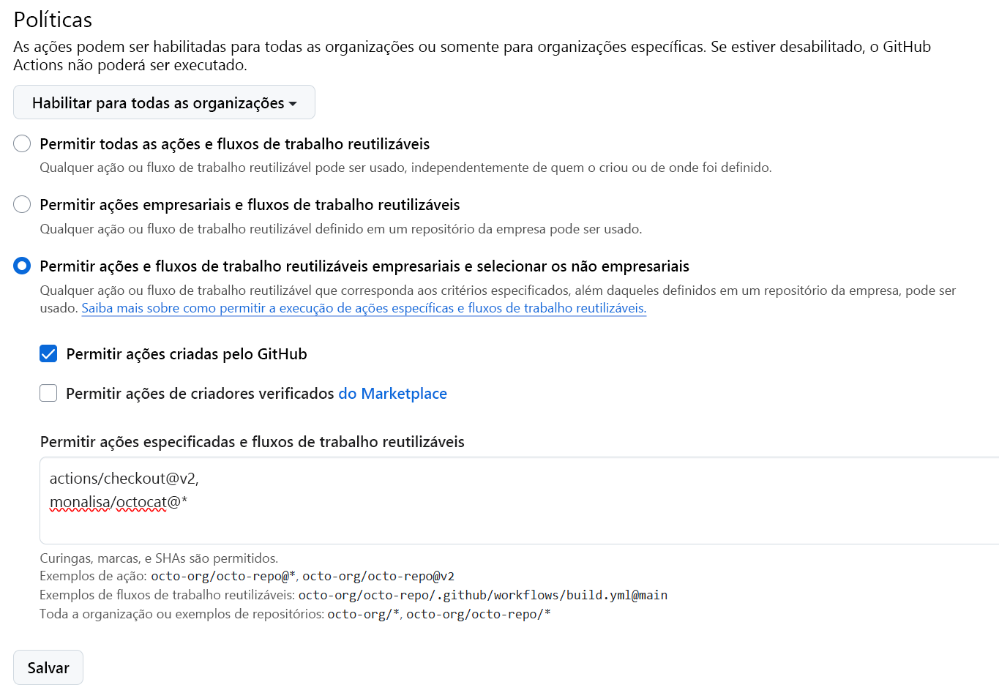 Políticas
As ações podem ser habilitadas para todas as organizações ou somente para organizações específicas. Se estiver desabilitado, o GitHub
Actions não poderá ser executado.
Habilitar para todas as organizações
Permitir todas as ações e fluxos de trabalho reutilizáveis
Qualquer ação ou fluxo de trabalho reutilizável pode ser usado, independentemente de quem o criou ou de onde foi definido.
Permitir ações empresariais e fluxos de trabalho reutilizáveis
Qualquer ação ou fluxo de trabalho reutilizável definido em um repositório da empresa pode ser usado.
Permitir ações e fluxos de trabalho reutilizáveis empresariais e selecionar os não empresariais
Qualquer ação ou fluxo de trabalho reutilizável que corresponda aos critérios especificados, além daqueles definidos em um repositório da empresa, pode ser
usado. Saiba mais sobre como permitir a execução de ações específicas e fluxos de trabalho reutilizáveis.
Permitir ações criadas pelo GitHub
Permitir ações de criadores verificados do Marketplace
Permitir ações especificadas e fluxos de trabalho reutilizáveis
actions/checkout@v2,
monalisa/octocat@*
Curingas, marcas, e SHAs são permitidos.
Exemplos de ação: octo-org/octo-repo@*, octo-org/octo-repo@v2
Exemplos de fluxos de trabalho reutilizáveis: octo-org/octo-repo/.github/workflows/build.yml@main
Toda a organização ou exemplos de repositórios: octo-org/*, octo-org/octo-repo/*
Salvar